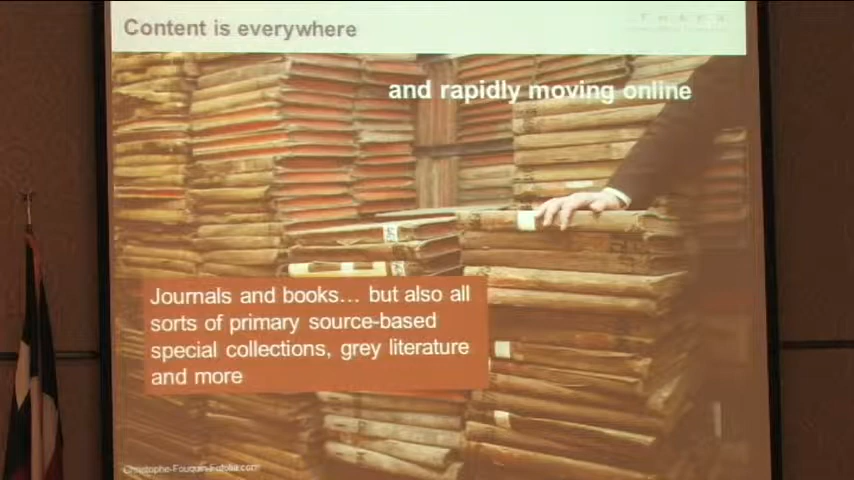 Content is everywhere
and rapidly moving online
Journals and books... but also all
sorts of primary source-based
special collections, grey literature
and more
Christophe-Fouquin-Fotolia.com